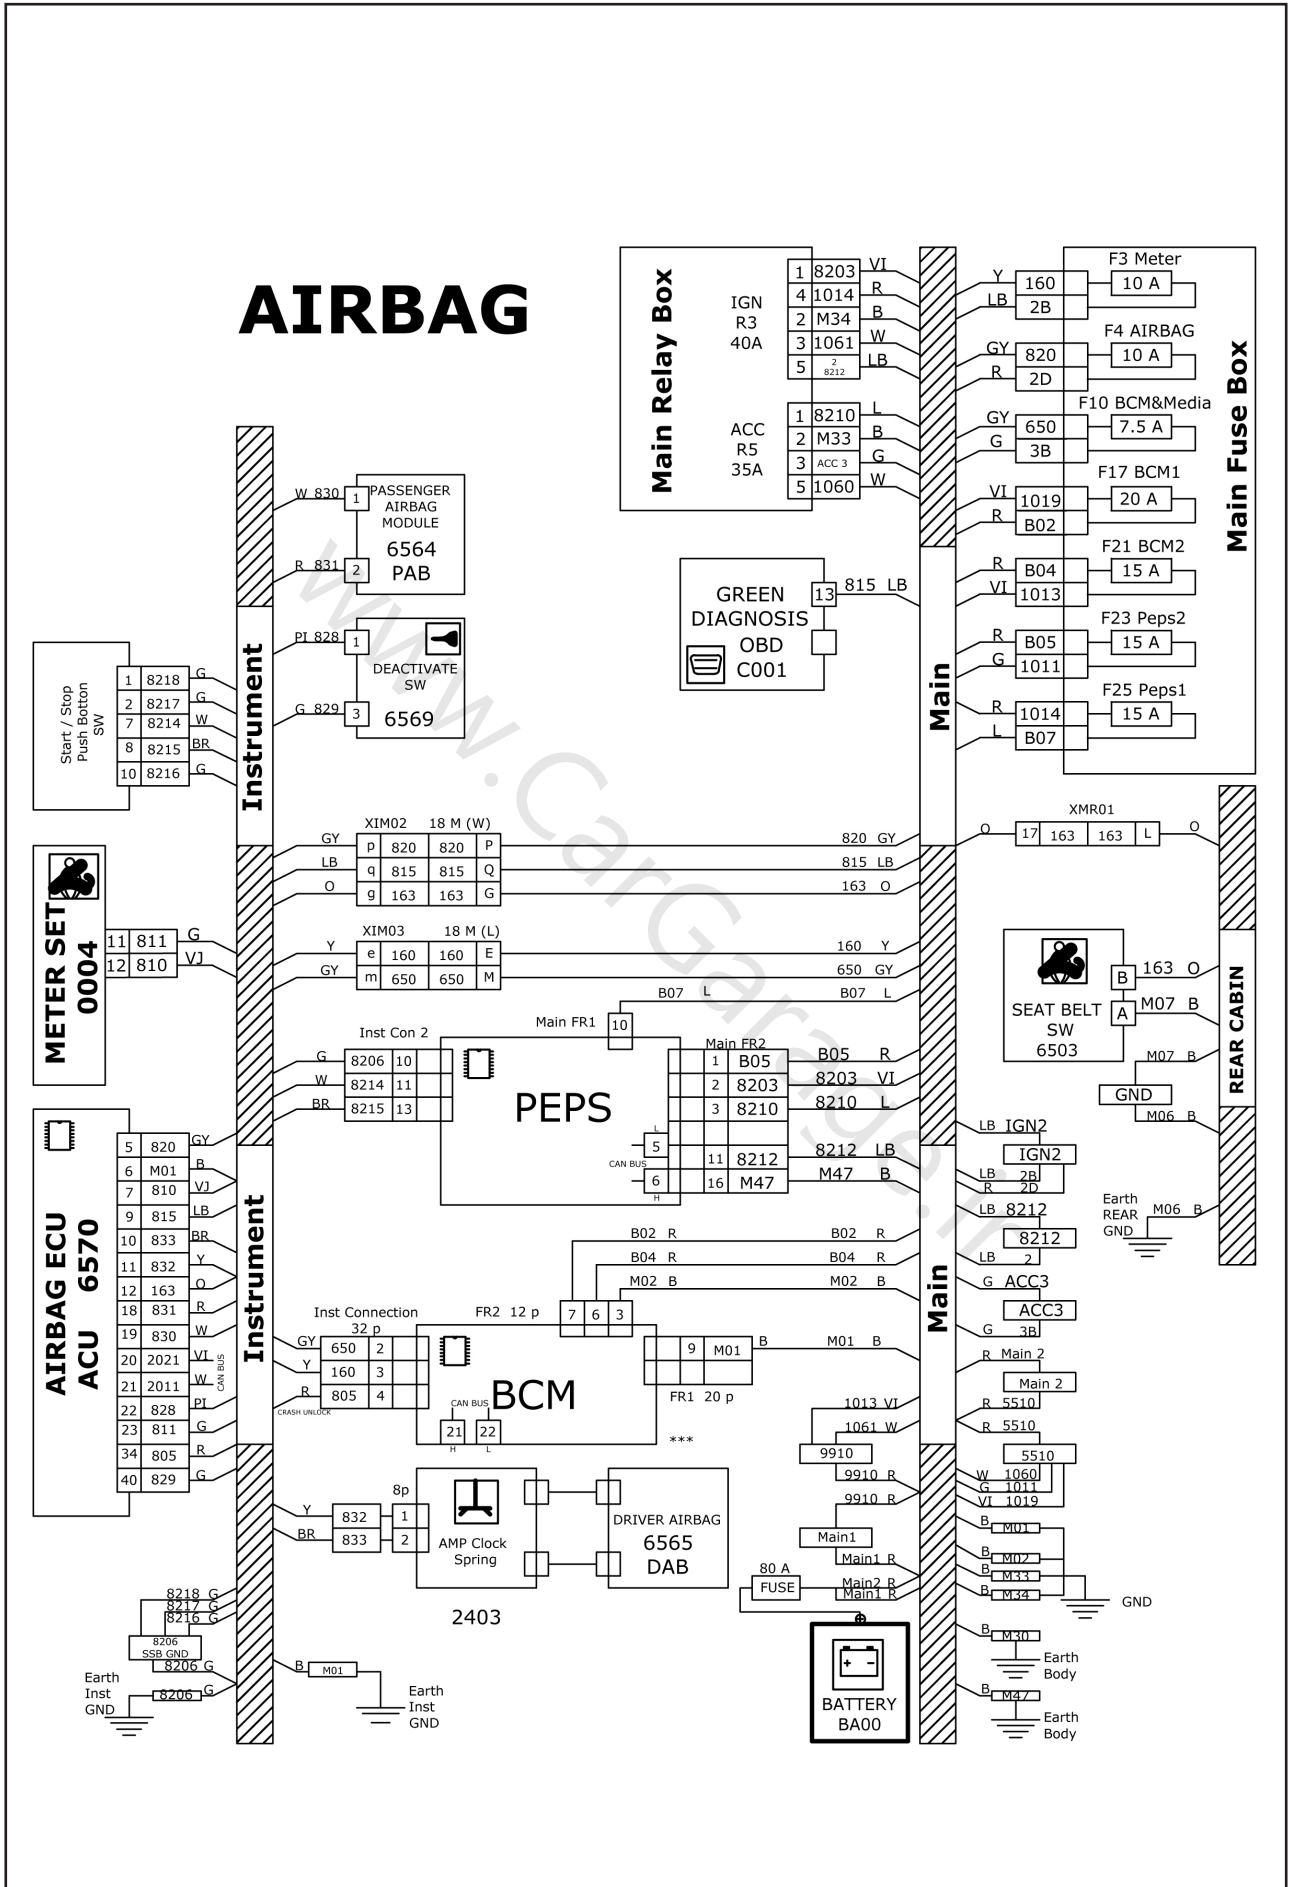 AIRBAG
Main Relay Box
IGN
R3
40A
1 8203 VI
4 1014 R
2 M34 B
3 1061 W
5 2 8212 LB
ACC
R5
35A
1 8210 L
2 M33 B
3 ACC 3 G
5 1060 W
Main Fuse Box
F3 Meter
Y 160 10 A
LB 2B
F4 AIRBAG
GY 820 10 A
R 2D
F10 BCM&Media
GY 650 7.5 A
G 3B
F17 BCM1
VI 1019 20 A
R B02
F21 BCM2
R B04 15 A
VI 1013
F23 Peps2
R B05 15 A
G 1011
F25 Peps1
R 1014 15 A
L B07
W 830 1
R 831 2
PASSENGER
AIRBAG
MODULE
6564
PAB
PI 828 1
G 829 3
DEACTIVATE
SW
6569
GREEN
DIAGNOSIS
OBD
C001
13 815 LB
Instrument
Main
Start / Stop
Push Botton
SW
1 8218 G
2 8217 G
7 8214 W
8 8215 BR
10 8216 G
XIM02 18 M (W)
GY p 820 820 P 820 GY
LB q 815 815 Q 815 LB
O g 163 163 G 163 O
XMR01
O 17 163 163 L O
METER SET
0004
11 811 G
12 810 VJ
XIM03 18 M (L)
Y e 160 160 E 160 Y
GY m 650 650 M 650 GY
B07 L B07 L
Main FR1 10
SEAT BELT
SW
6503
B 163 O
A M07 B
M07 B
GND
M06 B
REAR CABIN
Earth
REAR
GND
M06 B
Inst Con 2
G 8206 10
W 8214 11
BR 8215 13
PEPS
Main FR2
1 B05 B05 R
2 8203 8203 VI
3 8210 8210 L
L
5
CAN BUS
6
H
11 8212 8212 LB
16 M47 M47 B
AIRBAG ECU
ACU 6570
5 820 GY
6 M01 B
7 810 VJ
9 815 LB
10 833 BR
11 832 Y
12 163 O
18 831 R
19 830 W
20 2021 VI
21 2011 W
CAN BUS
22 828 PI
23 811 G
34 805 R
40 829 G
Instrument
Main
LB IGN2
IGN2
LB 2B
R 2D
LB 8212
8212
LB 2
G ACC3
ACC3
G 3B
R Main 2
Main 2
R 5510
R 5510
5510
W 1060
G 1011
VI 1019
B02 R B02 R
B04 R B04 R
M02 B M02 B
Inst Connection
32 p
GY 650 2
Y 160 3
R 805 4
CRASH UNLOCK
FR2 12 p
7 6 3
BCM
CAN BUS
21 22
H L
9 M01 B M01 B
FR1 20 p
***
1013 VI
1061 W
9910
9910 R
9910 R
Main1
Main1 R
80 A
FUSE
Main2 R
Main1 R
BATTERY
BA00
8p
Y 832 1
BR 833 2
AMP Clock
Spring
2403
DRIVER AIRBAG
6565
DAB
B M01
B M02
B M33
B M34
GND
B M30
Earth
Body
B M47
Earth
Body
8218 G
8217 G
8216 G
8206
SSB GND
8206 G
8206 G
Earth
Inst
GND
B M01
Earth
Inst
GND
www.CarGarage.ir